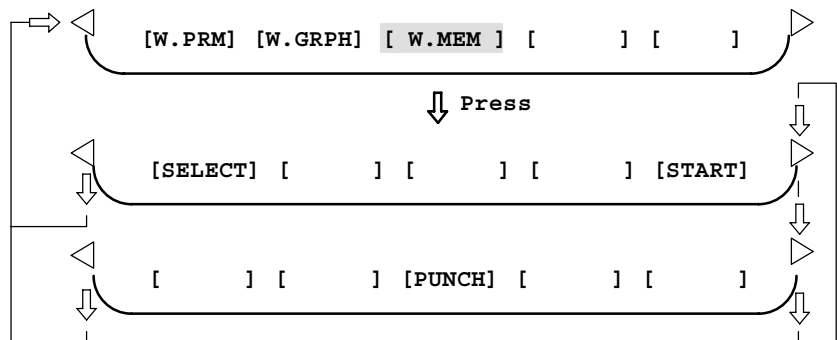 [W.PRM] [W.GRPH] [ W.MEM ] [ ] [ ]
Press
[SELECT] [ ] [ ] [ ] [START]
[ ] [ ] [PUNCH] [ ] [ ]